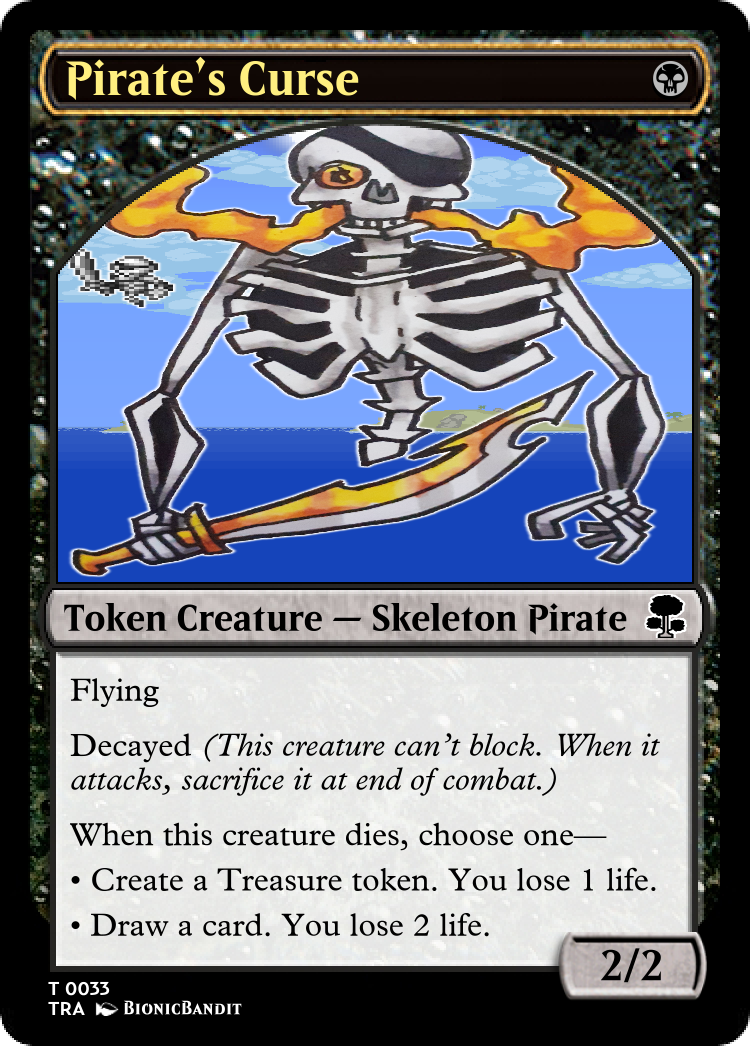 Pirate's Curse
Token Creature — Skeleton Pirate
Flying
Decayed (This creature can't block. When it
attacks, sacrifice it at end of combat.)
When this creature dies, choose one—
• Create a Treasure token. You lose 1 life.
• Draw a card. You lose 2 life.
2/2
T 0033
TRA BIONICBANDIT